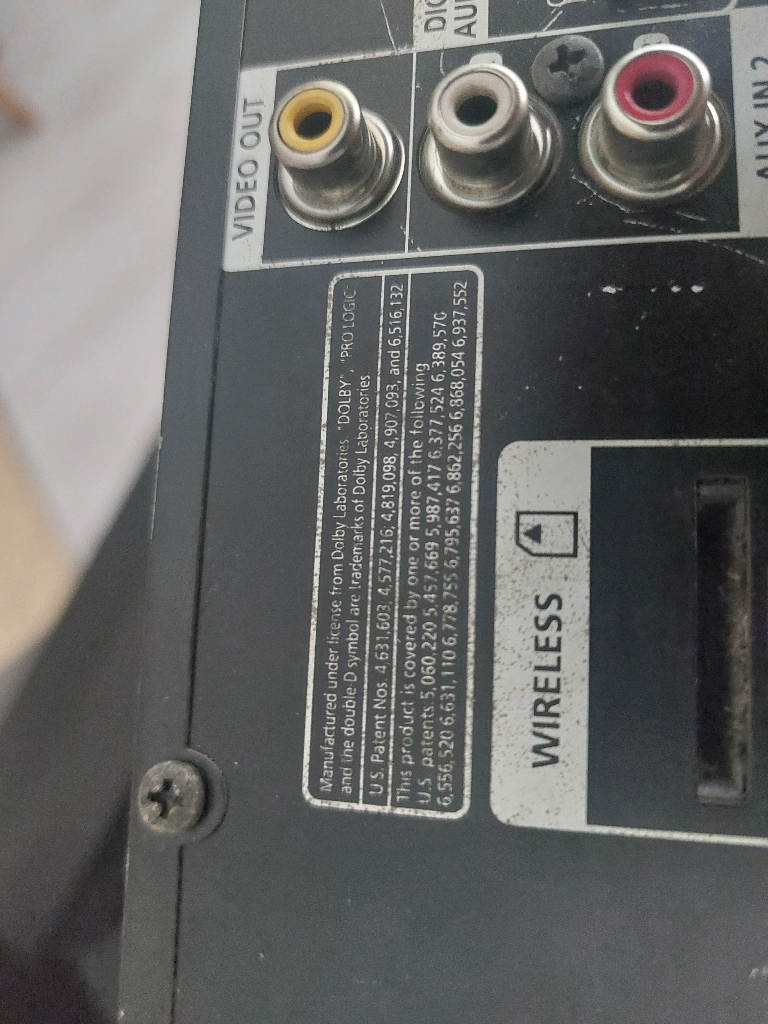 VIDEO OUT
AUX IN 2
Manufactured under license from Dolby Laboratories. "DOLBY", "PRO LOGIC"
and the double-D symbol are trademarks of Dolby Laboratories
U.S. Patent Nos. 4,631,603, 4,577,216, 4,819,098, 4,907,093, and 6,516,132
This product is covered by one or more of the following
U.S. patents 5,060,220 5,457,669 5,987,417 6,377,524 6,389,570
6,556,520 6,631,110 6,778,755 6,795,637 6,862,256 6,868,054 6,937,552
WIRELESS